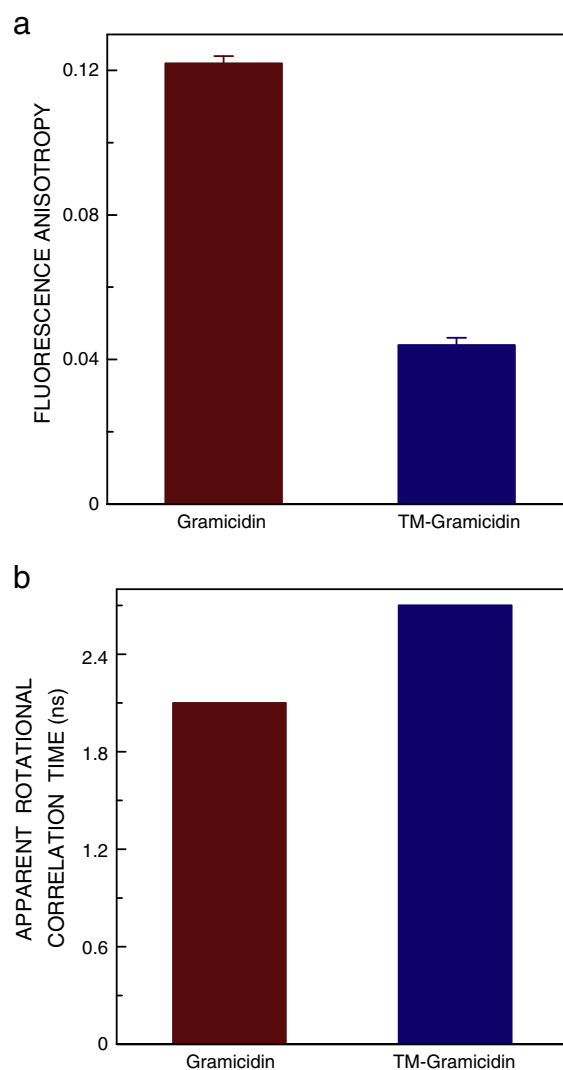 a
FLUORESCENCE ANISOTROPY
0.12
0.08
0.04
0
Gramicidin TM-Gramicidin
b
APPARENT ROTATIONAL
CORRELATION TIME (ns)
2.4
1.8
1.2
0.6
0
Gramicidin TM-Gramicidin